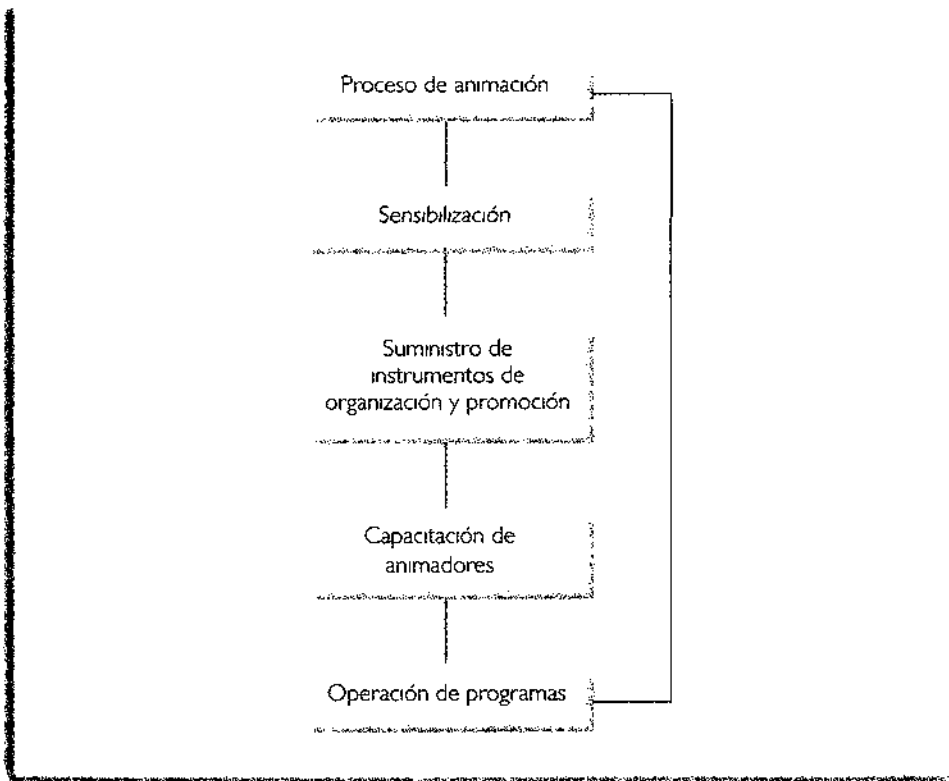 Proceso de animación
Sensibilización
Suministro de
instrumentos de
organización y promoción
Capacitación de
animadores
Operación de programas